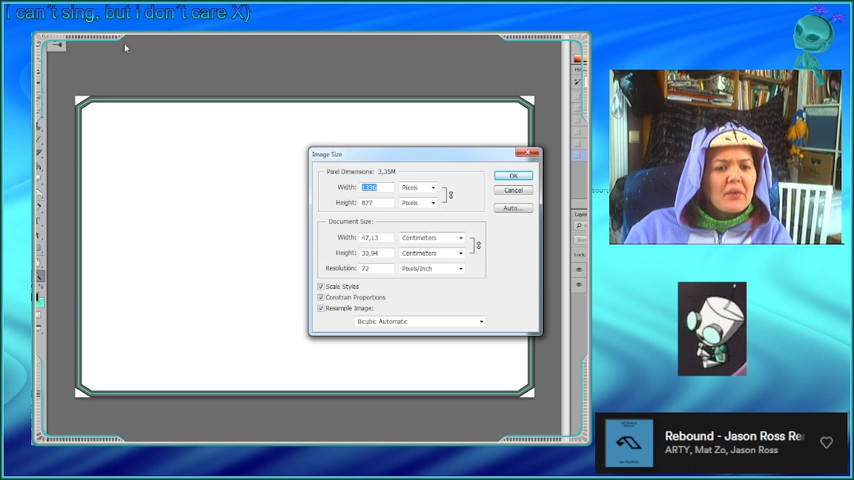 I can´t sing, but i don´t care X)
Image Size
Pixel Dimensions: 3,35M
Width: 1336 Pixels
Height: 877 Pixels
Document Size:
Width: 47,13 Centimeters
Height: 30,94 Centimeters
Resolution: 72 Pixels/Inch
Scale Styles
Constrain Proportions
Resample Image:
Bicubic Automatic
OK
Cancel
Auto...
Rebound - Jason Ross Re
ARTY, Mat Zo, Jason Ross